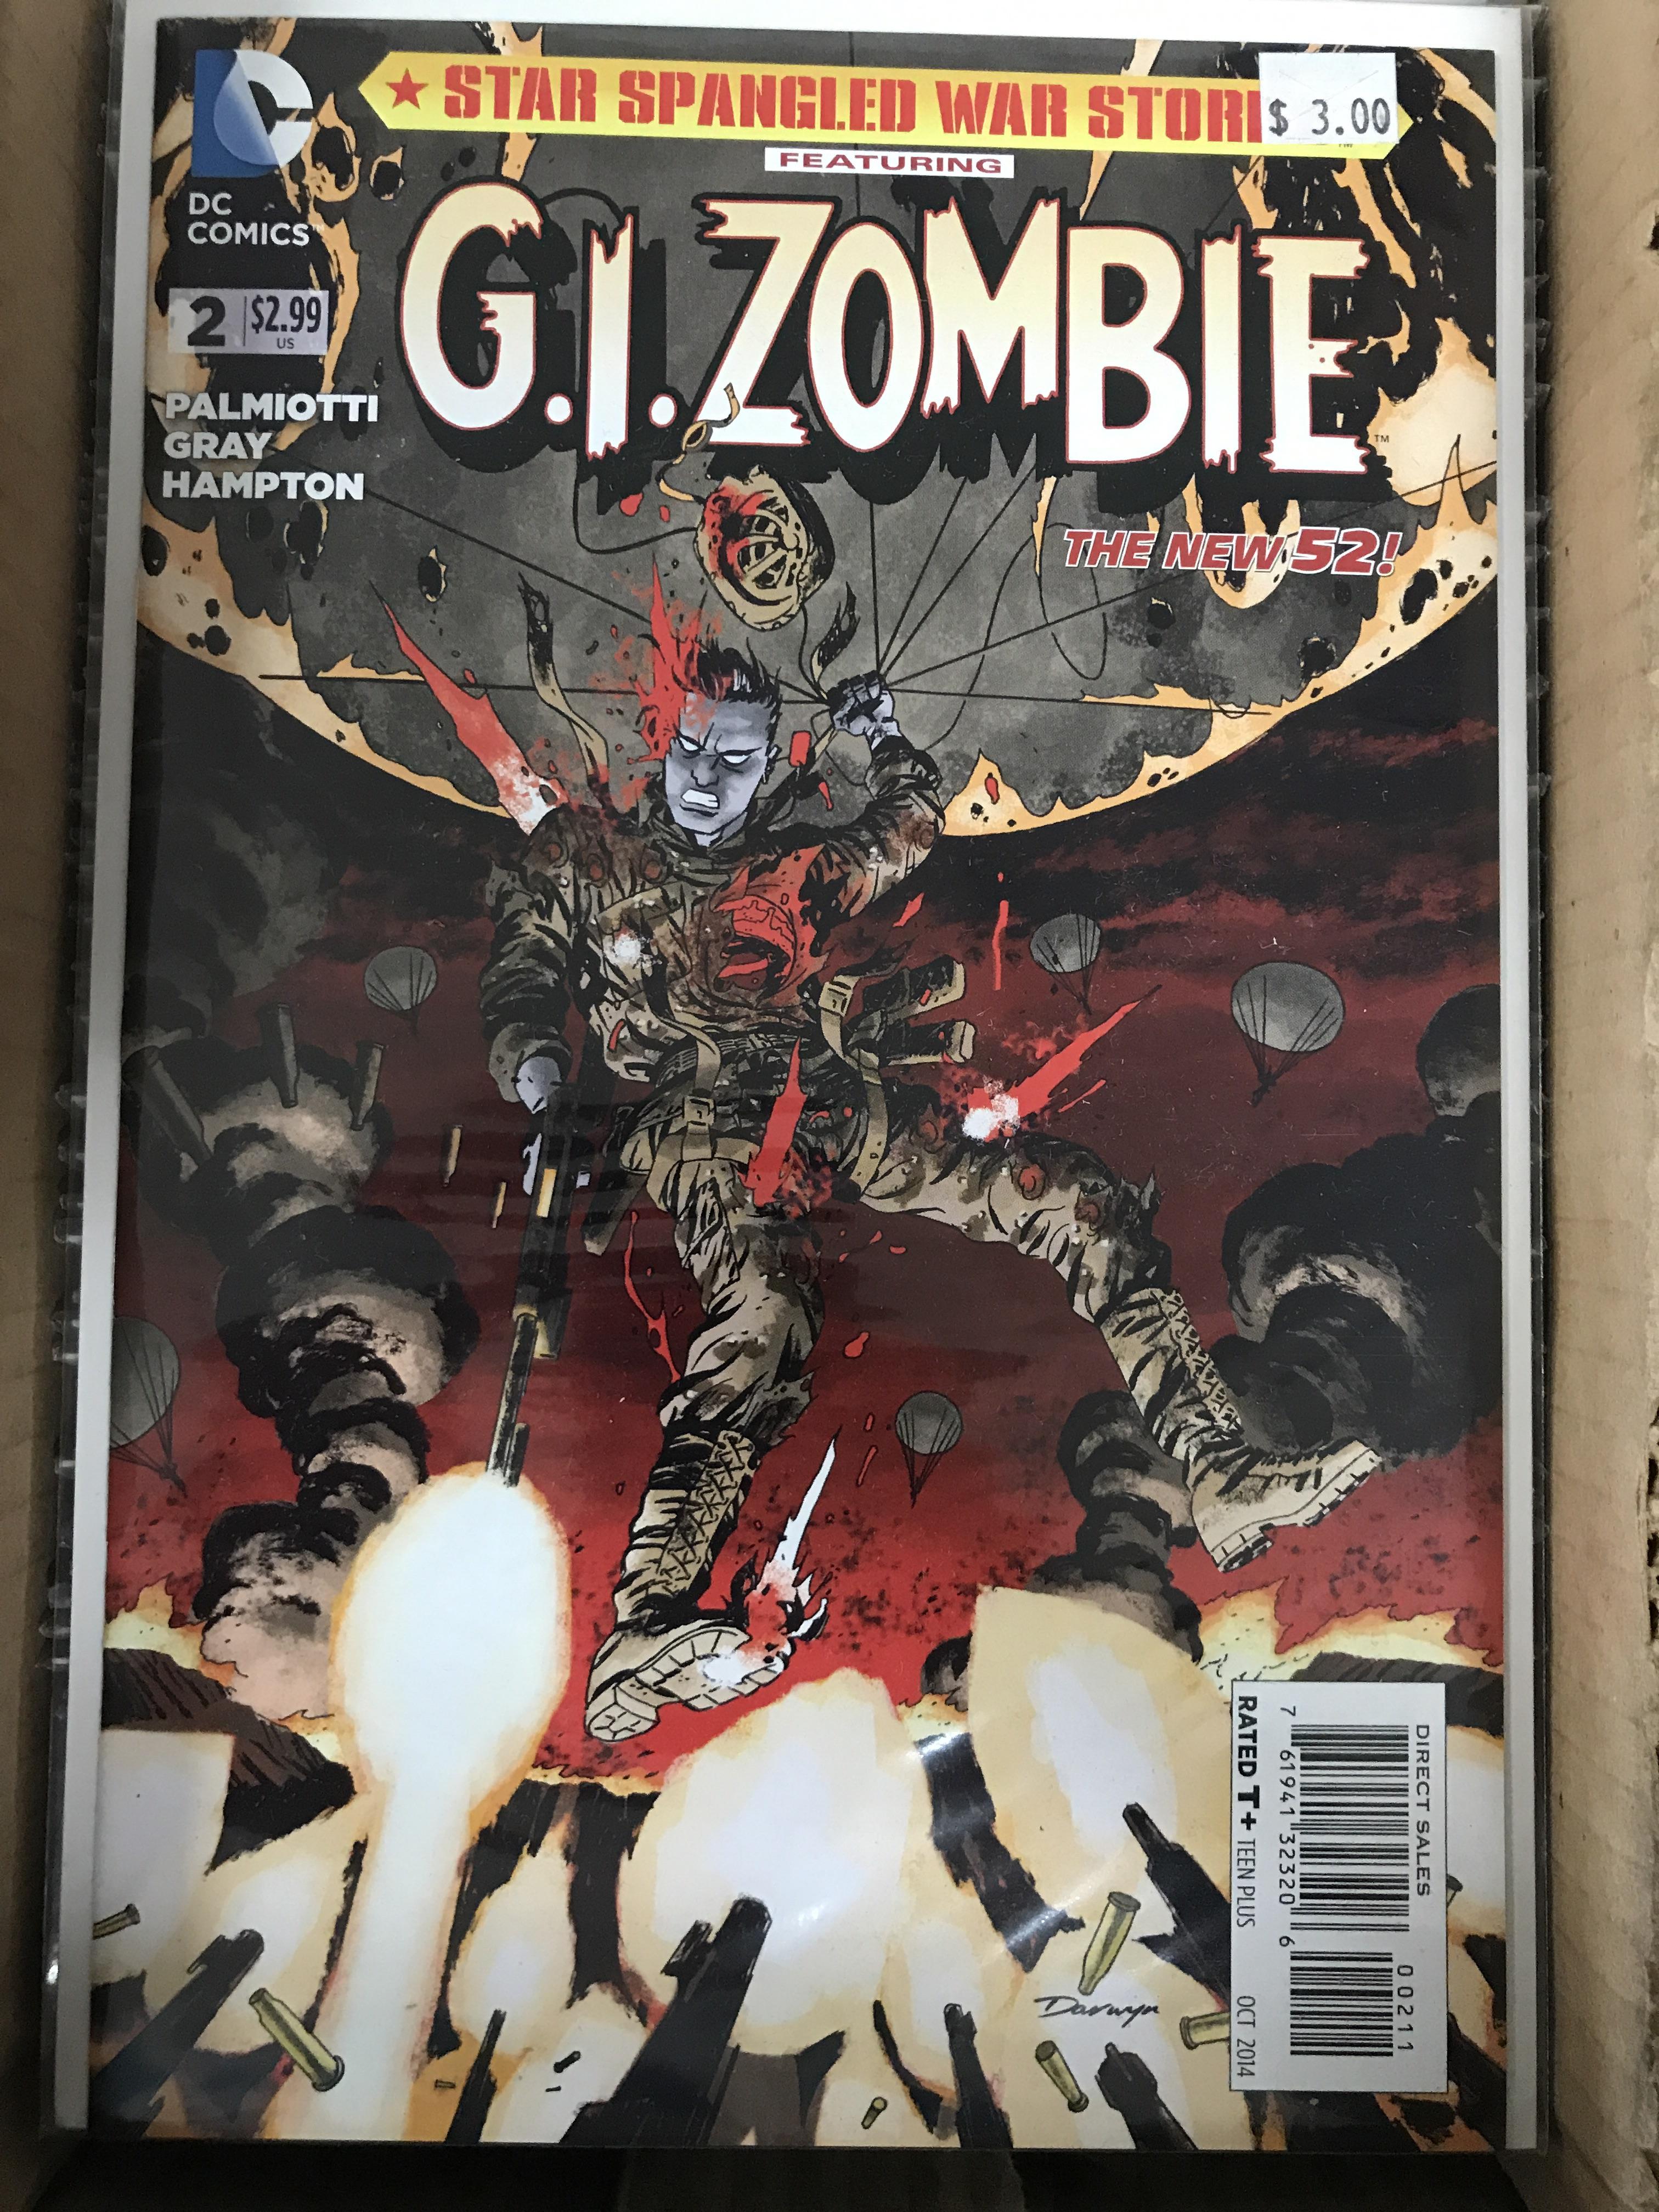 ★ STAR SPANGLED WAR STORI
$ 3.00
FEATURING
G.I. ZOMBIE
TM
DC
COMICS™
2 $2.99
US
PALMIOTTI
GRAY
HAMPTON
THE NEW 52!
Darwyn
DIRECT SALES
7 61941 32320 6
00211
RATED T+ TEEN PLUS OCT 2014